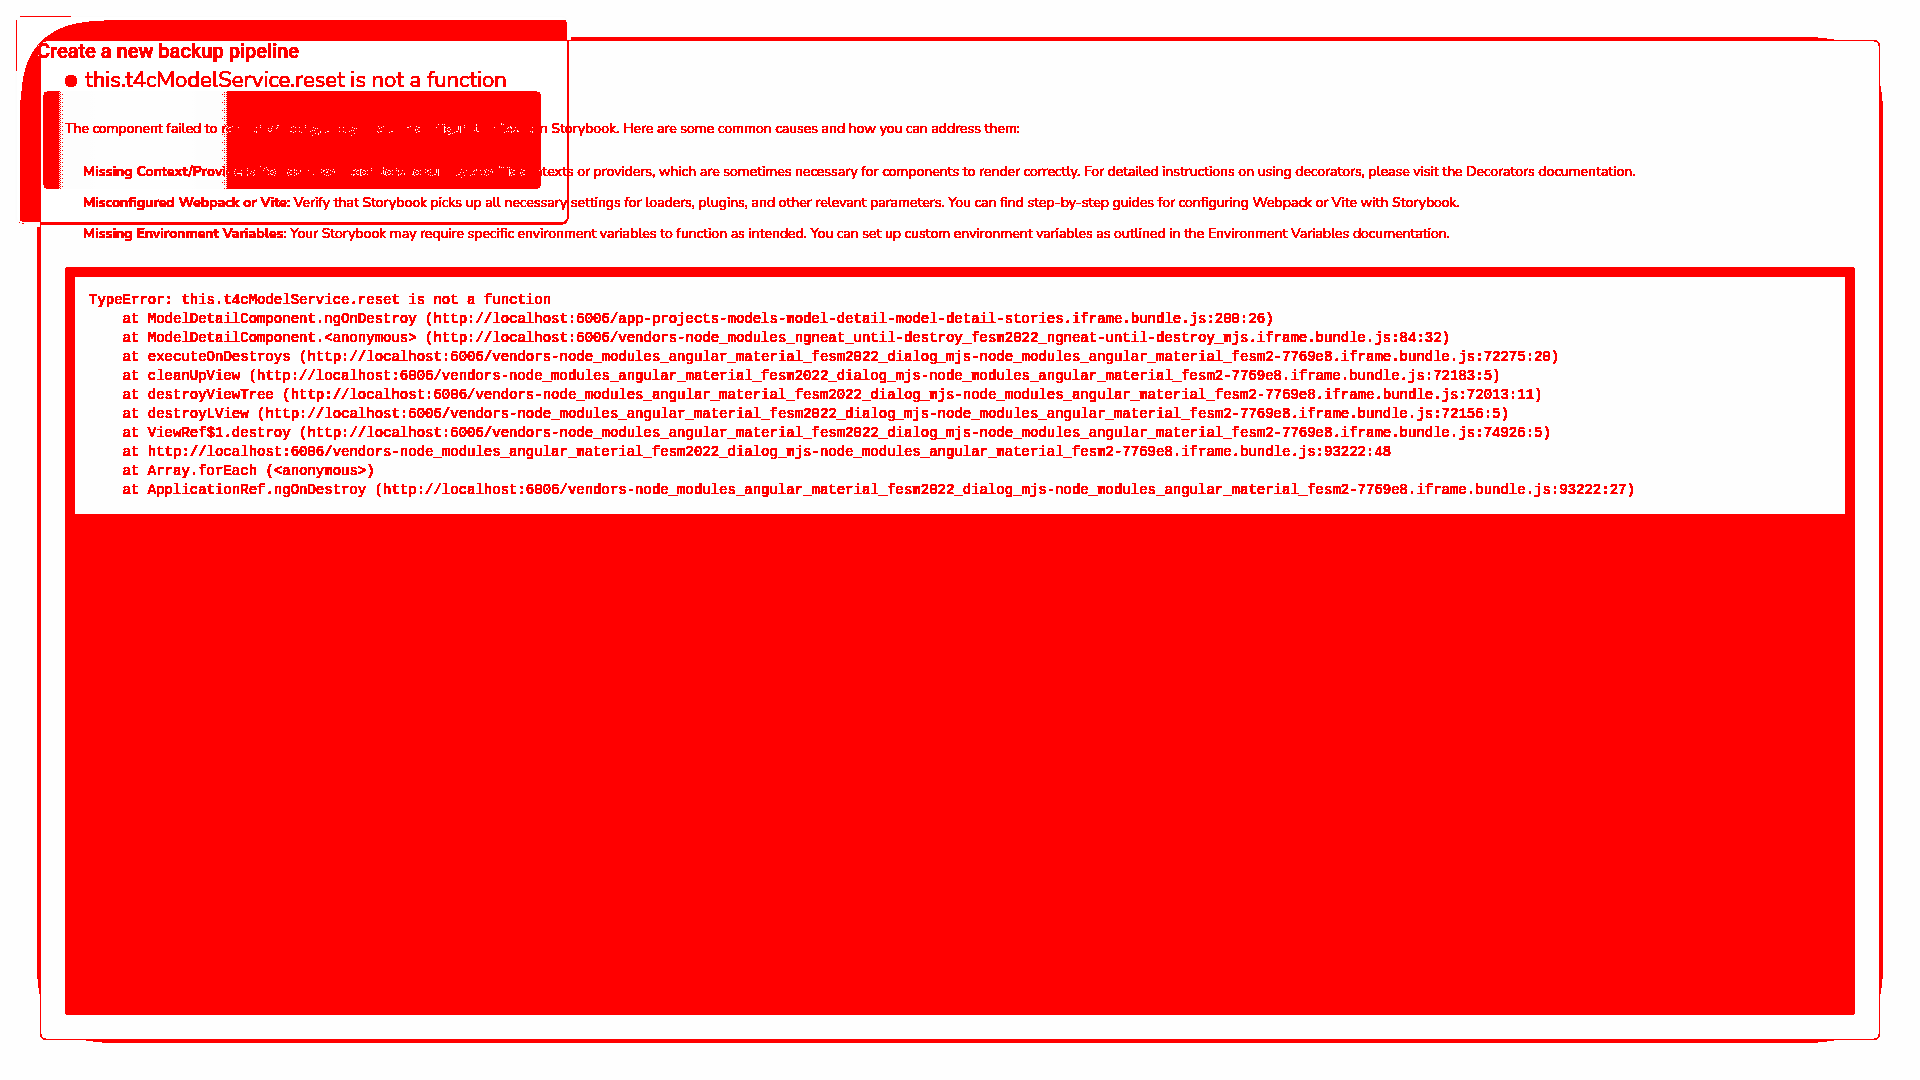 Create a new backup pipeline
this.t4cModelService.reset is not a function
The component failed to Storybook. Here are some common causes and how you can address them:
Missing or providers, which are sometimes necessary for components to render correctly. For detailed instructions on using decorators, please visit the Decorators documentation.
Misconfigured Webpack or Vite: Verify that Storybook picks up all necessary settings for loaders, plugins, and other relevant parameters. You can find step-by-step guides for configuring Webpack or Vite with Storybook.
Missing Environment Variables: Your Storybook may require specific environment variables to function as intended. You can set up custom environment variables as outlined in the Environment Variables documentation.
TypeError: this.t4cModelService.reset is not a function
at ModelDetailComponent.ngOnDestroy (http://localhost:6006/app-projects-models-model-detail-model-detail-stories.iframe.bundle.js:200:26)
at ModelDetailComponent.<anonymous> (http://localhost:6006/vendors-node_modules_ngneat_until-destroy_fesm2022_ngneat-until-destroy_mjs.iframe.bundle.js:84:32)
at executeOnDestroys (http://localhost:6006/vendors-node_modules_angular_material_fesm2022_dialog_mjs-node_modules_angular_material_fesm2-7769e8.iframe.bundle.js:72275:20)
at cleanUpView (http://localhost:6006/vendors-node_modules_angular_material_fesm2022_dialog_mjs-node_modules_angular_material_fesm2-7769e8.iframe.bundle.js:72183:5)
at destroyViewTree (http://localhost:6006/vendors-node_modules_angular_material_fesm2022_dialog_mjs-node_modules_angular_material_fesm2-7769e8.iframe.bundle.js:72013:11)
at destroyLView (http://localhost:6006/vendors-node_modules_angular_material_fesm2022_dialog_mjs-node_modules_angular_material_fesm2-7769e8.iframe.bundle.js:72156:5)
at ViewRef$1.destroy (http://localhost:6006/vendors-node_modules_angular_material_fesm2022_dialog_mjs-node_modules_angular_material_fesm2-7769e8.iframe.bundle.js:74926:5)
at http://localhost:6006/vendors-node_modules_angular_material_fesm2022_dialog_mjs-node_modules_angular_material_fesm2-7769e8.iframe.bundle.js:93222:48
at Array.forEach (<anonymous>)
at ApplicationRef.ngOnDestroy (http://localhost:6006/vendors-node_modules_angular_material_fesm2022_dialog_mjs-node_modules_angular_material_fesm2-7769e8.iframe.bundle.js:93222:27)